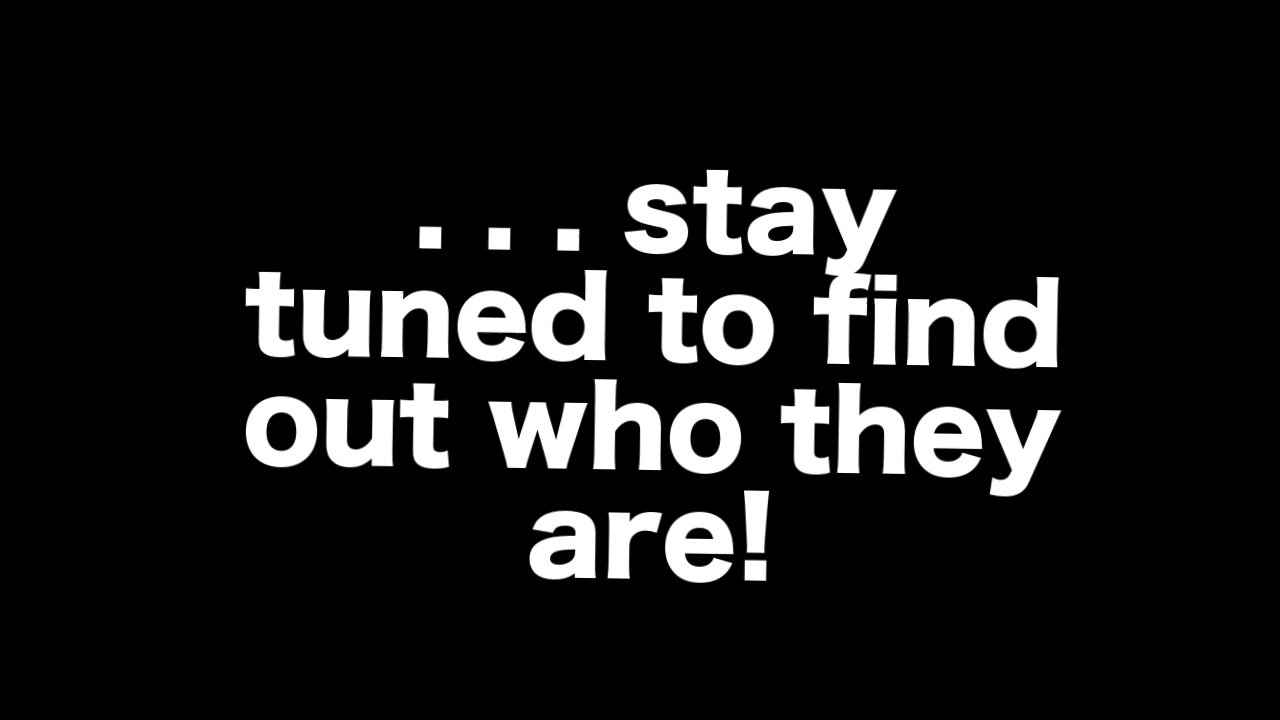 . . . stay
tuned to find
out who they
are!